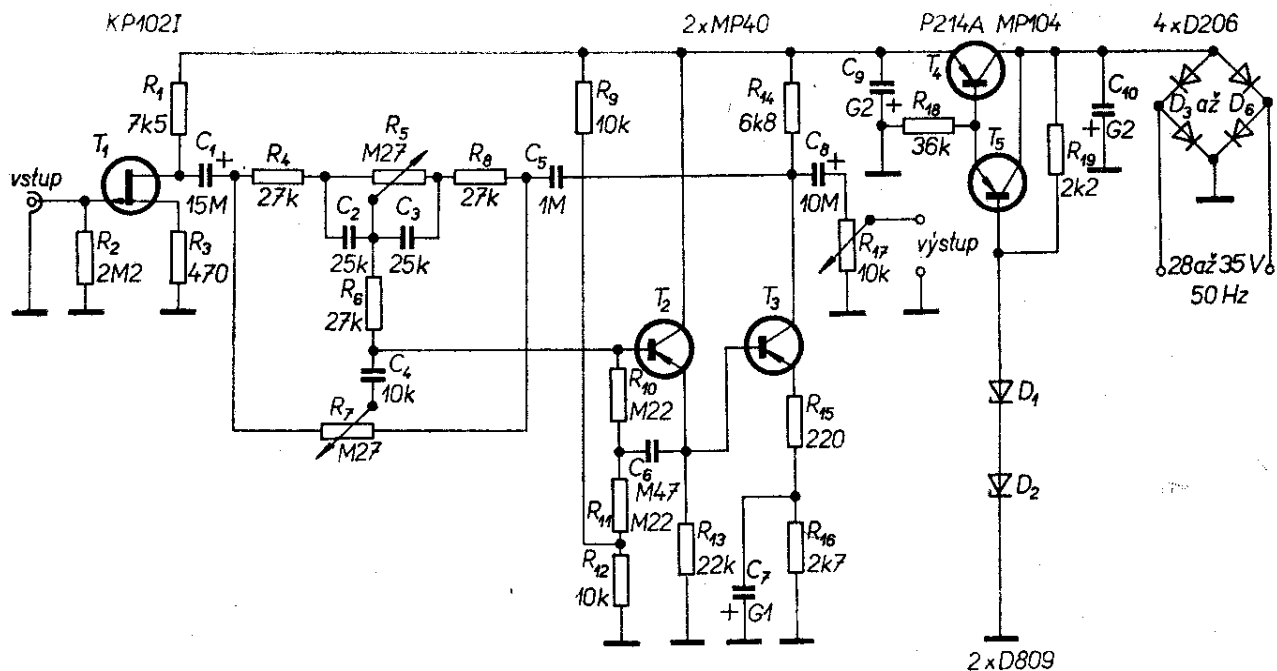 KP102I
2xMP40
P214A MP104
4xD206
R1
7k5
T1
vstup
R2
2M2
R3
470
C1 +
15M
R4
27k
R5
M27
C2
25k
C3
25k
R6
27k
C4
10k
R7
M27
R8
27k
C5
1M
R9
10k
T2
R10
M22
C6
M47
R11
M22
R12
10k
R13
22k
T3
R14
6k8
C8 +
10M
R15
220
R16
2k7
C7
+ G1
R17
10k
výstup
C9
G2 +
R18
36k
T4
T5
R19
2k2
C10
+ G2
D3 až D6
28 až 35 V
50 Hz
D1
D2
2xD809